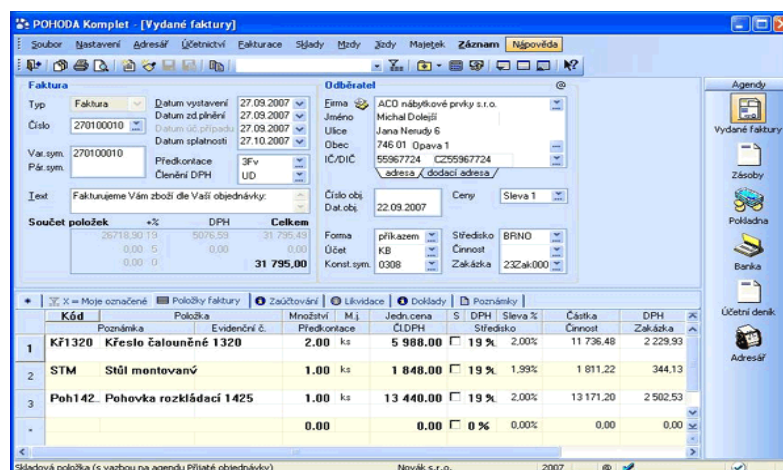 POHODA Komplet - [Vydané faktury]
Soubor Nastavení Adresář Účetnictví Fakturace Sklady Mzdy Jízdy Majetek Záznam Nápověda
Faktura
Typ Faktura
Číslo 270100010
Var.sym. 270100010
Pár.sym.
Datum vystavení 27.09.2007
Datum zd.plnění 27.09.2007
Datum úč.případu 27.09.2007
Datum splatnosti 27.10.2007
Předkontace 3Fv
Členění DPH UD
Text Fakturujeme Vám zboží dle Vaší objednávky:
Součet položek +% DPH Celkem
26718,90 19 5076,59 31 795,49
0,00 5 0,00 0,00
0,00 0 31 795,00
Odběratel @
Firma ACD nábytkové prvky s.r.o.
Jméno Michal Dolejší
Ulice Jana Nerudy 6
Obec 746 01 Opava 1
IČ/DIČ 55967724 CZ55967724
adresa / dodací adresa
Číslo obj. Ceny Sleva 1
Dat.obj. 22.09.2007
Forma příkazem Středisko BRNO
Účet KB Činnost
Konst.sym. 0308 Zakázka 23Zak000
Agendy
Vydané faktury
Zásoby
Pokladna
Banka
Účetní deník
Adresář
X = Moje označené Položky faktury Zaúčtování Likvidace Doklady Poznámky
Kód Položka Množství M.j. Jedn.cena S DPH Sleva % Částka DPH
Poznámka Evidenční č. Předkontace Čl.DPH Středisko Činnost Zakázka
1 Kř1320 Křeslo čalouněné 1320 2.00 ks 5 988.00 19 % 2,00% 11 736,48 2 229,93
2 STM Stůl montovaný 1.00 ks 1 848.00 19 % 1,99% 1 811,22 344,13
3 Poh142.. Pohovka rozkládací 1425 1.00 ks 13 440.00 19 % 2,00% 13 171,20 2 502,53
0.00 0.00 0 % 0,00% 0,00 0,00
Skladová položka (s vazbou na agendu Přijaté objednávky) Novák s.r.o. 2007 @